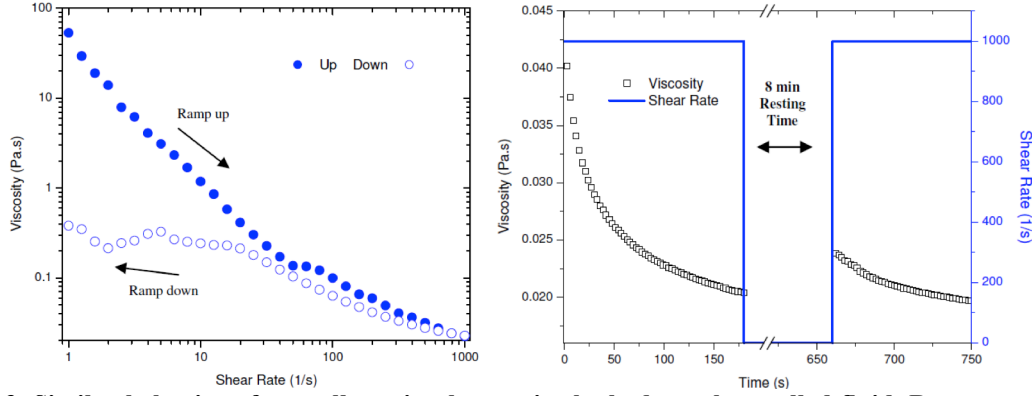 100
10
1
0.1
Viscosity (Pa.s)
Up Down
Ramp up
Ramp down
1 10 100 1000
Shear Rate (1/s)
0.045
0.040
0.035
0.030
0.025
0.020
Viscosity (Pa.s)
Viscosity
Shear Rate
8 min
Resting
Time
1000
800
600
400
200
0
Shear Rate (1/s)
0 50 100 150 650 700 750
Time (s)